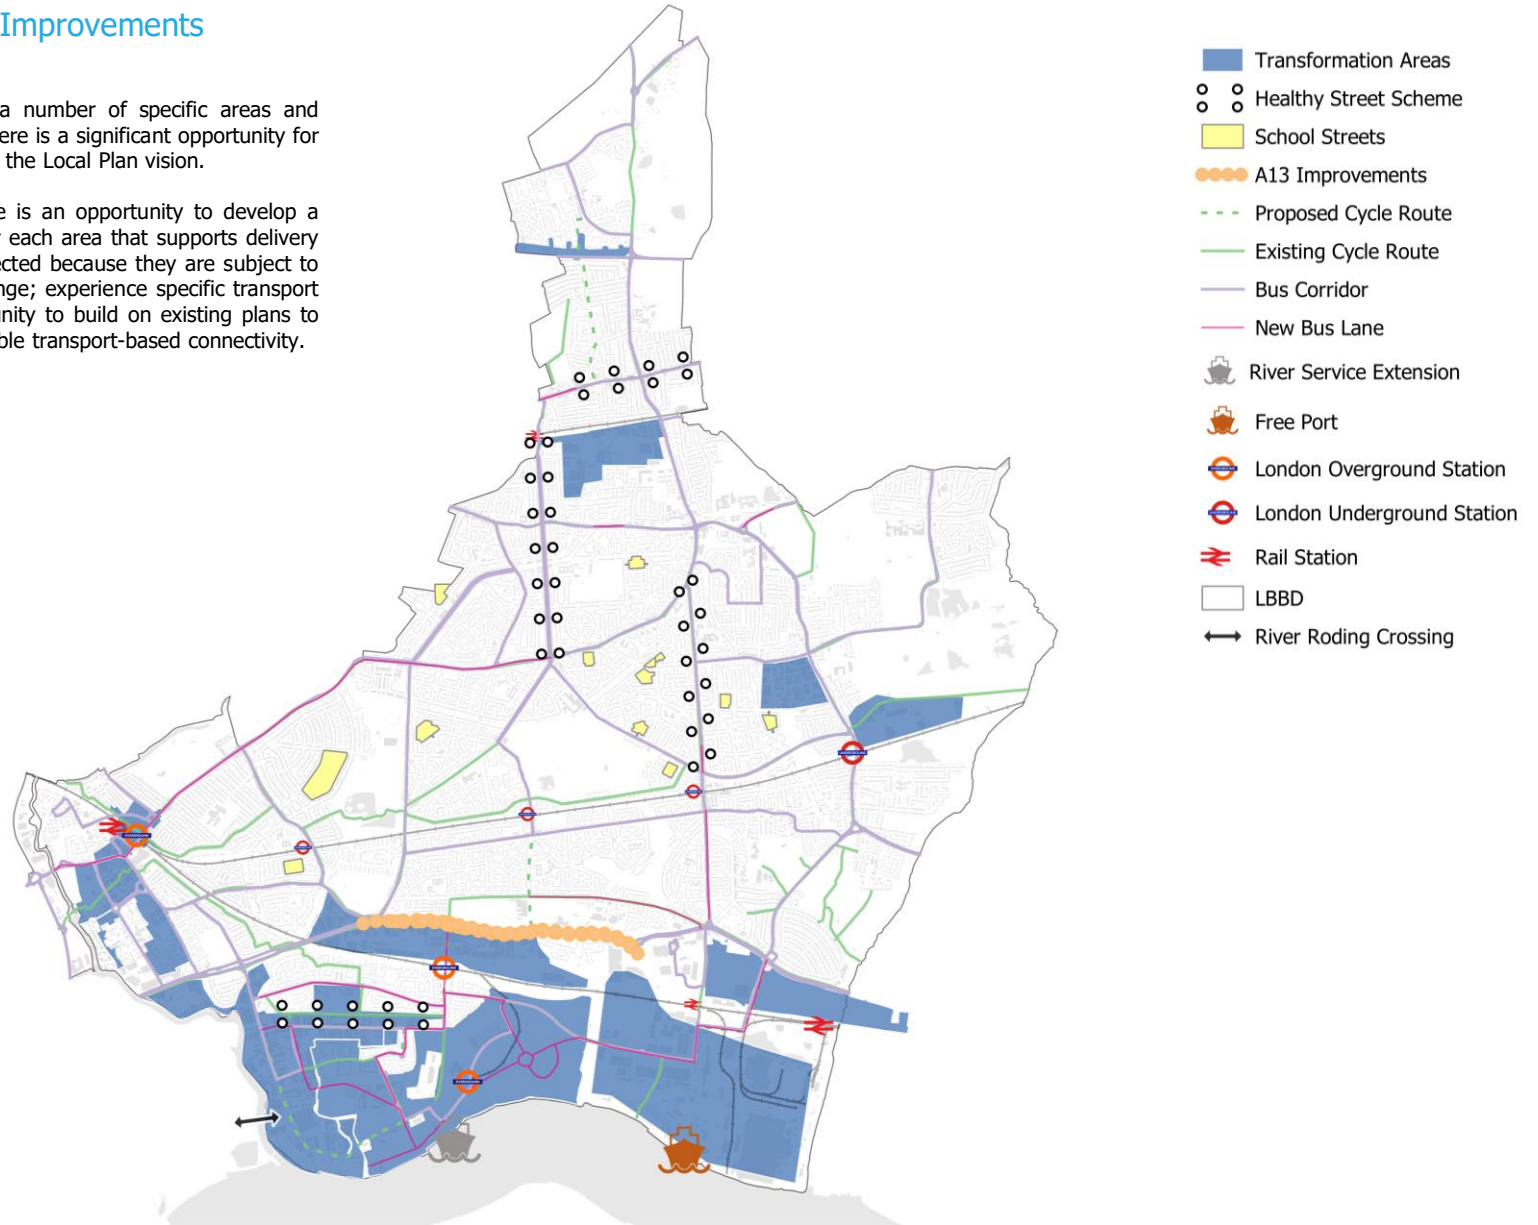 Improvements
a number of specific areas and
ere is a significant opportunity for
the Local Plan vision.
e is an opportunity to develop a
each area that supports delivery
cted because they are subject to
nge; experience specific transport
nity to build on existing plans to
ble transport-based connectivity.
Transformation Areas
Healthy Street Scheme
School Streets
A13 Improvements
Proposed Cycle Route
Existing Cycle Route
Bus Corridor
New Bus Lane
River Service Extension
Free Port
London Overground Station
London Underground Station
Rail Station
LBBD
River Roding Crossing
OVERGROUND
OVERGROUND
OVERGROUND